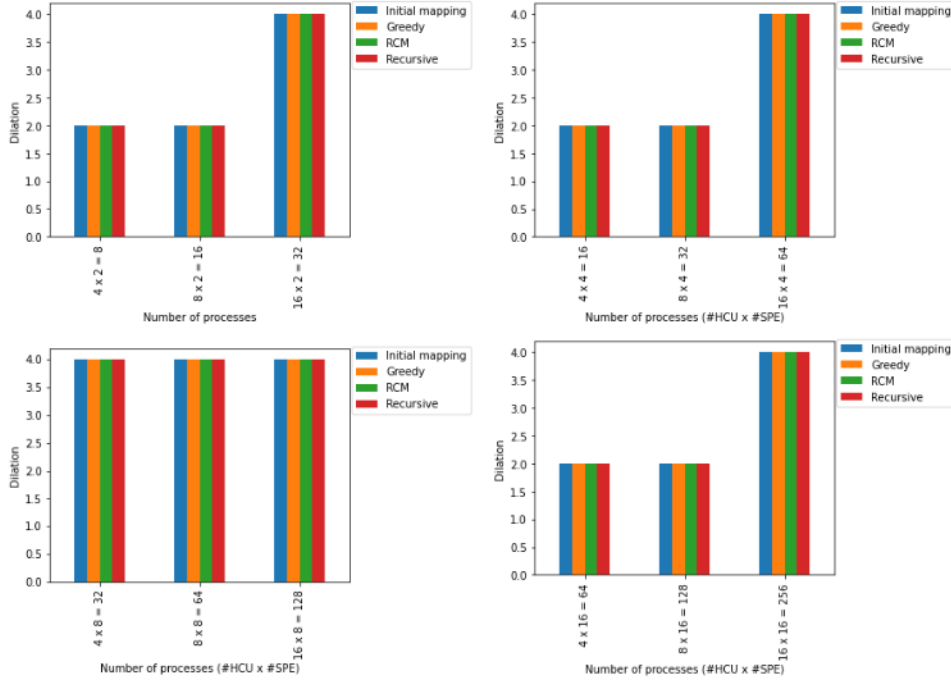 Initial mapping
Greedy
RCM
Recursive
4.0
3.5
3.0
2.5
2.0
1.5
1.0
0.5
0.0
Dilation
4 x 2 = 8
8 x 2 = 16
16 x 2 = 32
Number of processes
Initial mapping
Greedy
RCM
Recursive
4.0
3.5
3.0
2.5
2.0
1.5
1.0
0.5
0.0
Dilation
4 x 4 = 16
8 x 4 = 32
16 x 4 = 64
Number of processes (#HCU x #SPE)
Initial mapping
Greedy
RCM
Recursive
4.0
3.5
3.0
2.5
2.0
1.5
1.0
0.5
0.0
Dilation
4 x 8 = 32
8 x 8 = 64
16 x 8 = 128
Number of processes (#HCU x #SPE)
Initial mapping
Greedy
RCM
Recursive
4.0
3.5
3.0
2.5
2.0
1.5
1.0
0.5
0.0
Dilation
4 x 16 = 64
8 x 16 = 128
16 x 16 = 256
Number of processes (#HCU x #SPE)